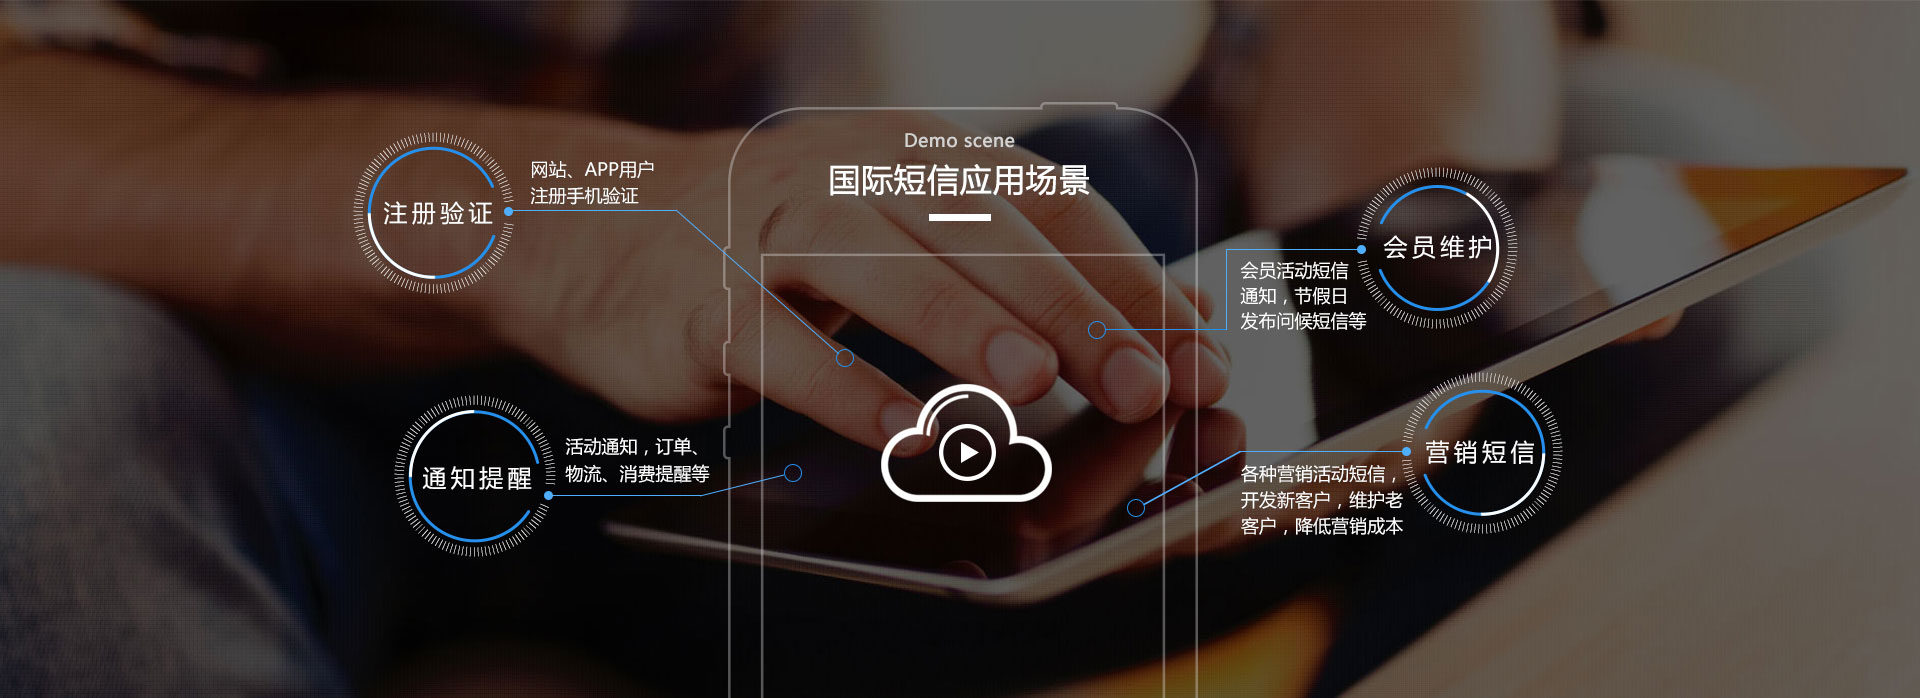 Demo scene
国际短信应用场景
注册验证
网站、APP用户
注册手机验证
通知提醒
活动通知，订单、
物流、消费提醒等
会员维护
会员活动短信
通知，节假日
发布问候短信等
营销短信
各种营销活动短信，
开发新客户，维护老
客户，降低营销成本